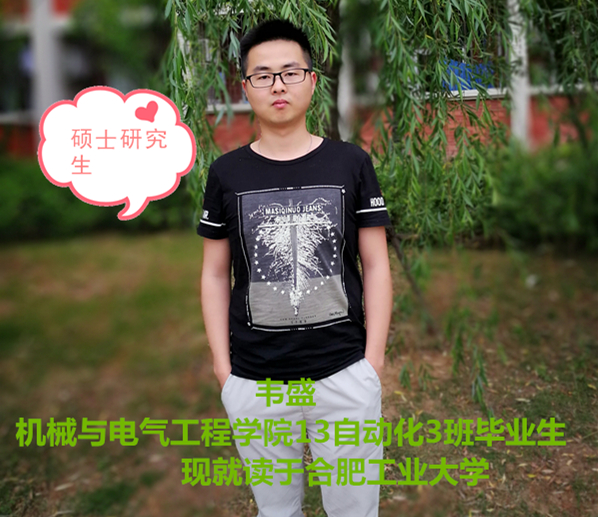 硕士研究
生
MASIQINUO JEANS
HOOD
韦盛
机械与电气工程学院13自动化3班毕业生
现就读于合肥工业大学